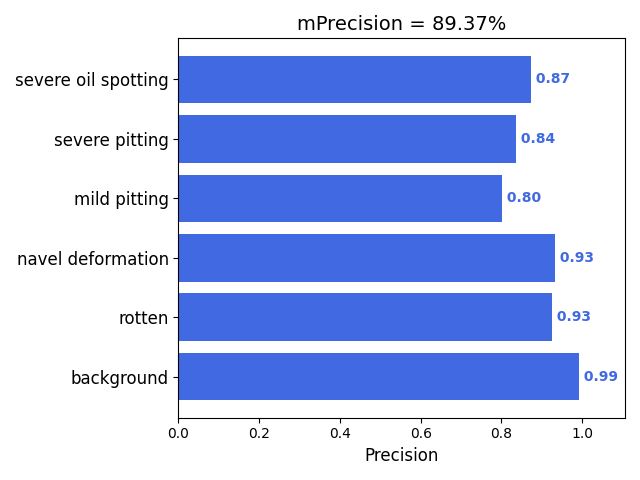 mPrecision = 89.37%
severe oil spotting 0.87
severe pitting 0.84
mild pitting 0.80
navel deformation 0.93
rotten 0.93
background 0.99
0.0 0.2 0.4 0.6 0.8 1.0
Precision